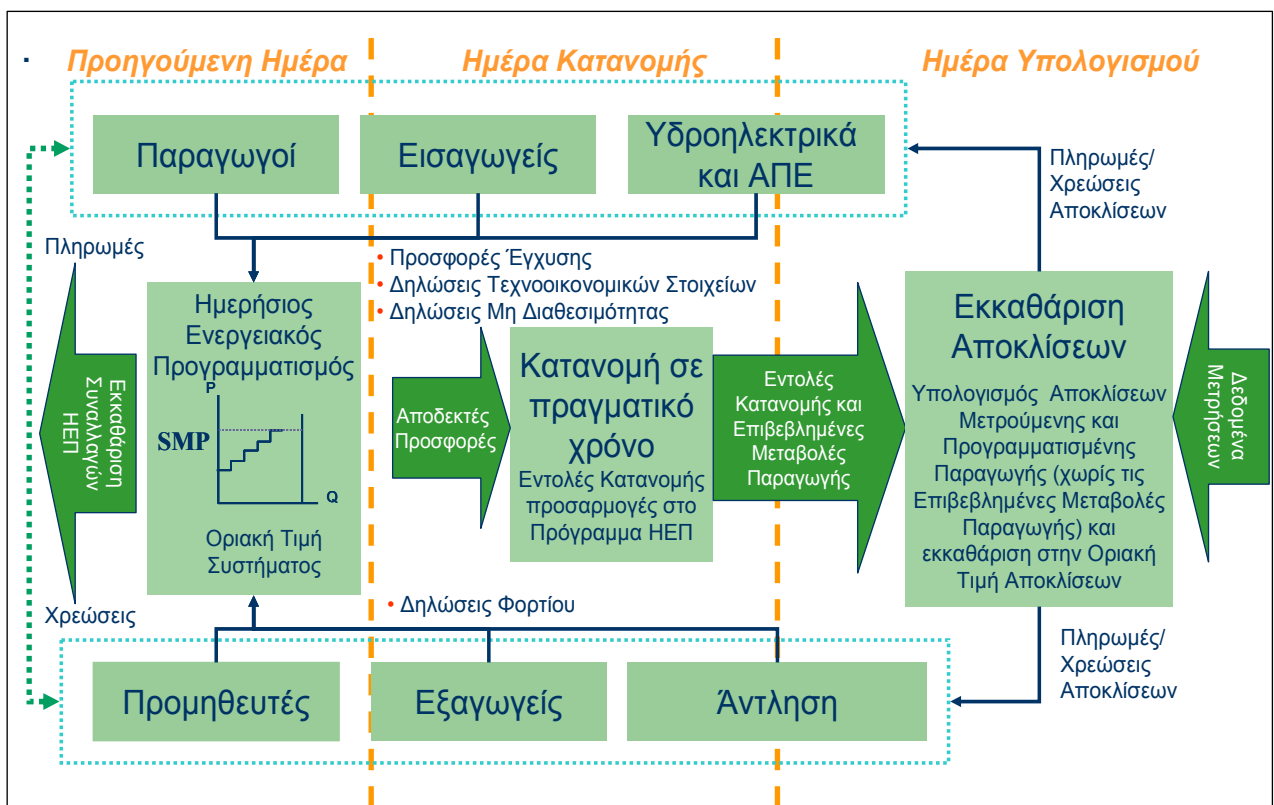 Προηγούμενη Ημέρα
Ημέρα Κατανομής
Ημέρα Υπολογισμού
Παραγωγοί
Εισαγωγείς
Υδροηλεκτρικά
και ΑΠΕ
Πληρωμές/
Χρεώσεις
Αποκλίσεων
Πληρωμές
• Προσφορές Έγχυσης
• Δηλώσεις Τεχνοοικονομικών Στοιχείων
• Δηλώσεις Μη Διαθεσιμότητας
Εκκαθάριση
Συναλλαγών
ΗΕΠ
Ημερήσιος
Ενεργειακός
Προγραμματισμός
P
SMP
Q
Οριακή Τιμή
Συστήματος
Αποδεκτές
Προσφορές
Κατανομή σε
πραγματικό
χρόνο
Εντολές Κατανομής
προσαρμογές στο
Πρόγραμμα ΗΕΠ
Εντολές
Κατανομής και
Επιβεβλημένες
Μεταβολές
Παραγωγής
Εκκαθάριση
Αποκλίσεων
Υπολογισμός Αποκλίσεων
Μετρούμενης και
Προγραμματισμένης
Παραγωγής (χωρίς τις
Επιβεβλημένες Μεταβολές
Παραγωγής) και
εκκαθάριση στην Οριακή
Τιμή Αποκλίσεων
Δεδομένα
Μετρήσεων
Χρεώσεις
• Δηλώσεις Φορτίου
Πληρωμές/
Χρεώσεις
Αποκλίσεων
Προμηθευτές
Εξαγωγείς
Άντληση